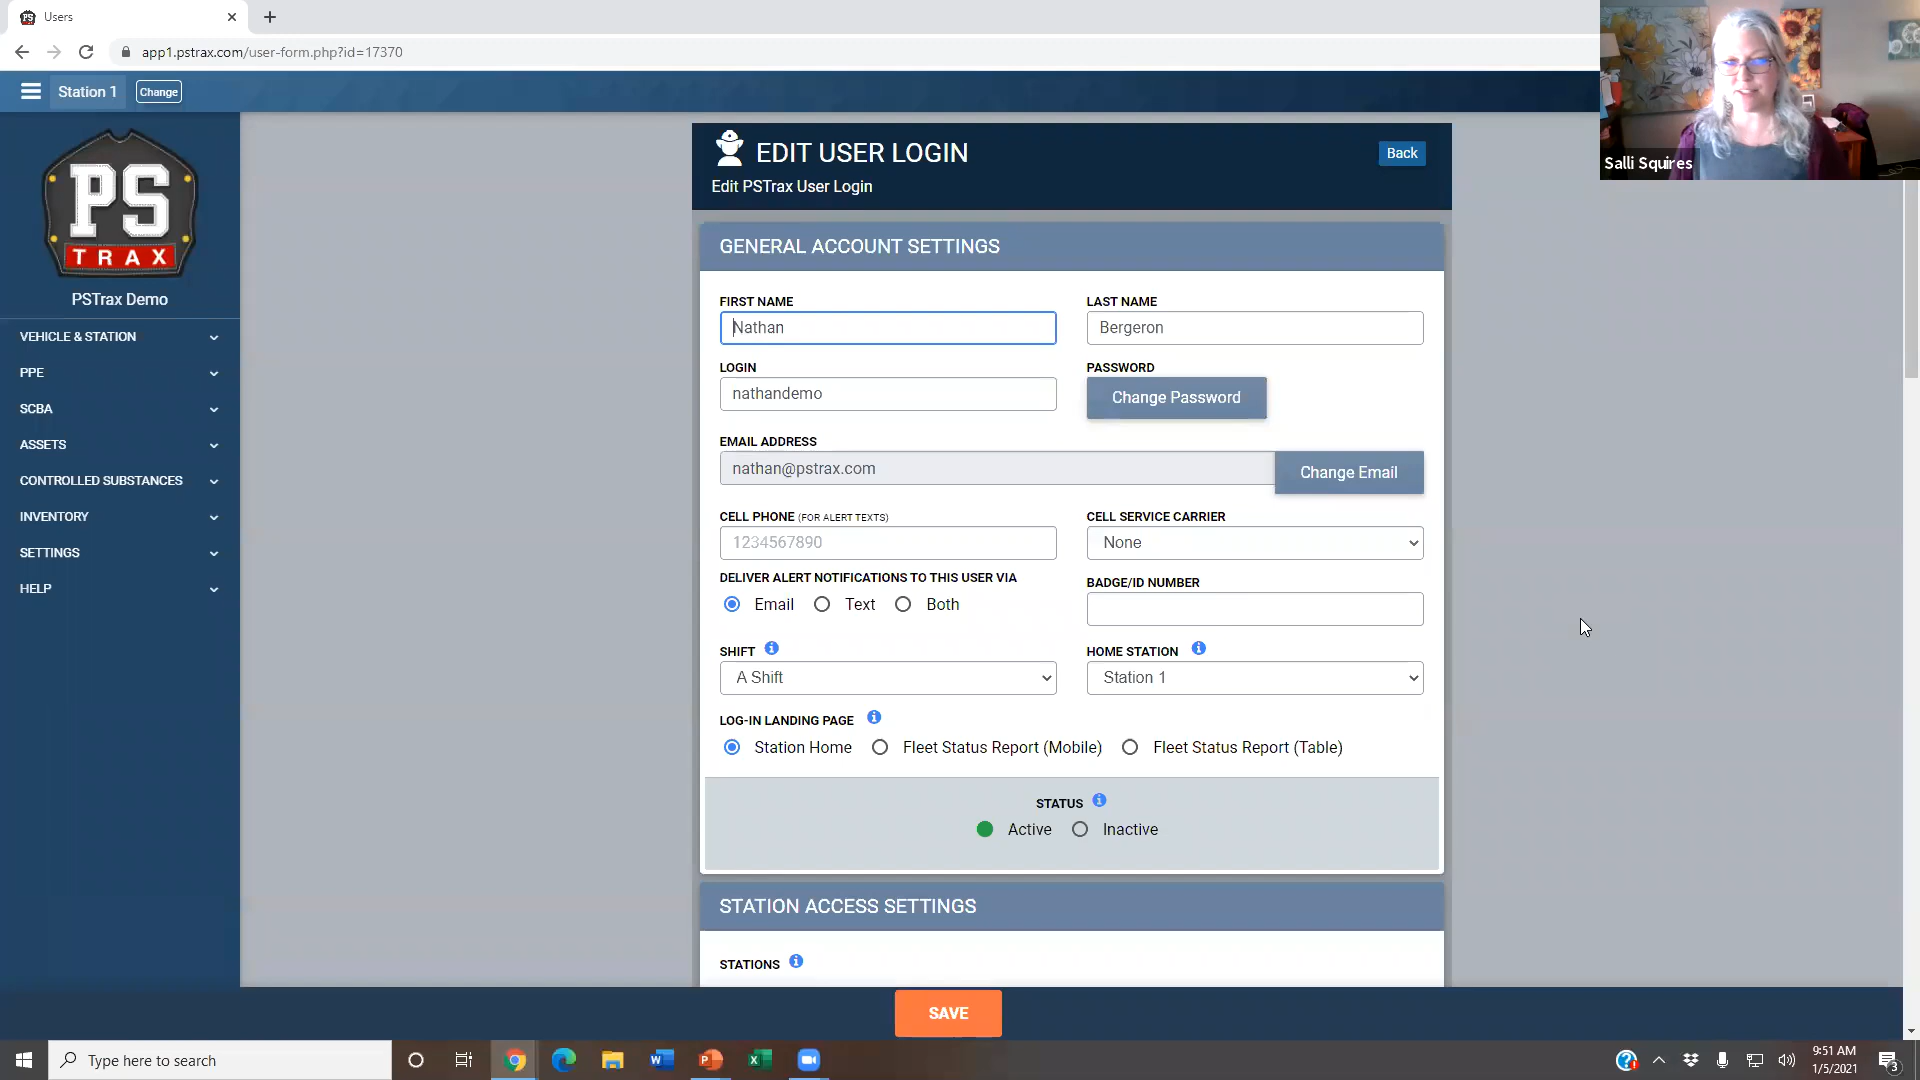 Users
app1.pstrax.com/user-form.php?id=17370
Station 1 Change
Salli Squires
PS
TRAX
PSTrax Demo
VEHICLE & STATION
PPE
SCBA
ASSETS
CONTROLLED SUBSTANCES
INVENTORY
SETTINGS
HELP
EDIT USER LOGIN
Back
Edit PSTrax User Login
GENERAL ACCOUNT SETTINGS
FIRST NAME LAST NAME
Nathan Bergeron
LOGIN PASSWORD
nathandemo Change Password
EMAIL ADDRESS
nathan@pstrax.com Change Email
CELL PHONE (FOR ALERT TEXTS) CELL SERVICE CARRIER
1234567890 None
DELIVER ALERT NOTIFICATIONS TO THIS USER VIA BADGE/ID NUMBER
Email Text Both
SHIFT HOME STATION
A Shift Station 1
LOG-IN LANDING PAGE
Station Home Fleet Status Report (Mobile) Fleet Status Report (Table)
STATUS
Active Inactive
STATION ACCESS SETTINGS
STATIONS
SAVE
Type here to search
9:51 AM
1/5/2021
3